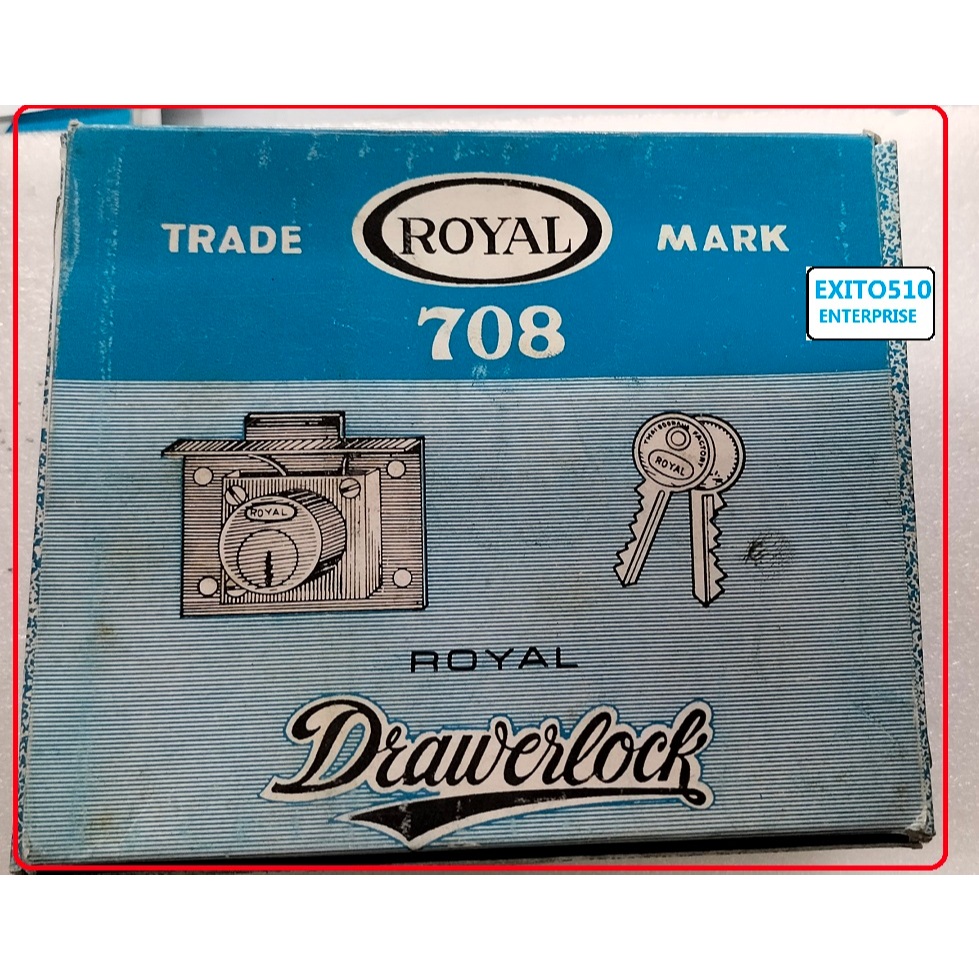 TRADE ROYAL MARK
708
EXITO510
ENTERPRISE
ROYAL
ROYAL
ROYAL
Drawerlock